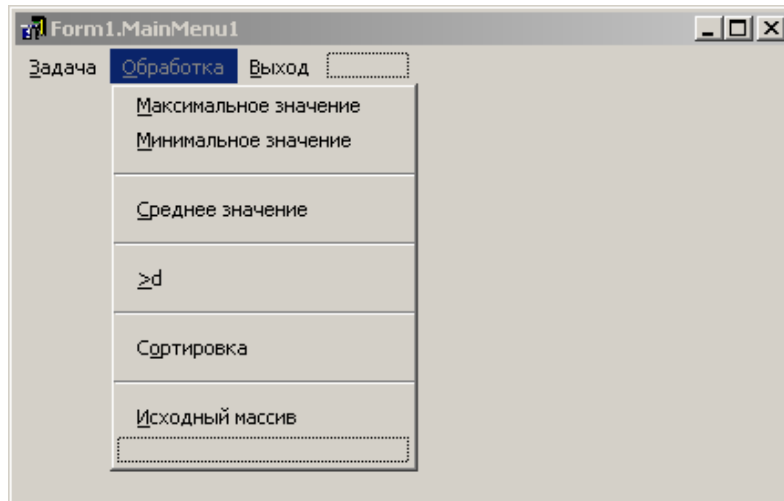 Form1.MainMenu1
Задача Обработка Выход
Максимальное значение
Минимальное значение
Среднее значение
>d
Сортировка
Исходный массив